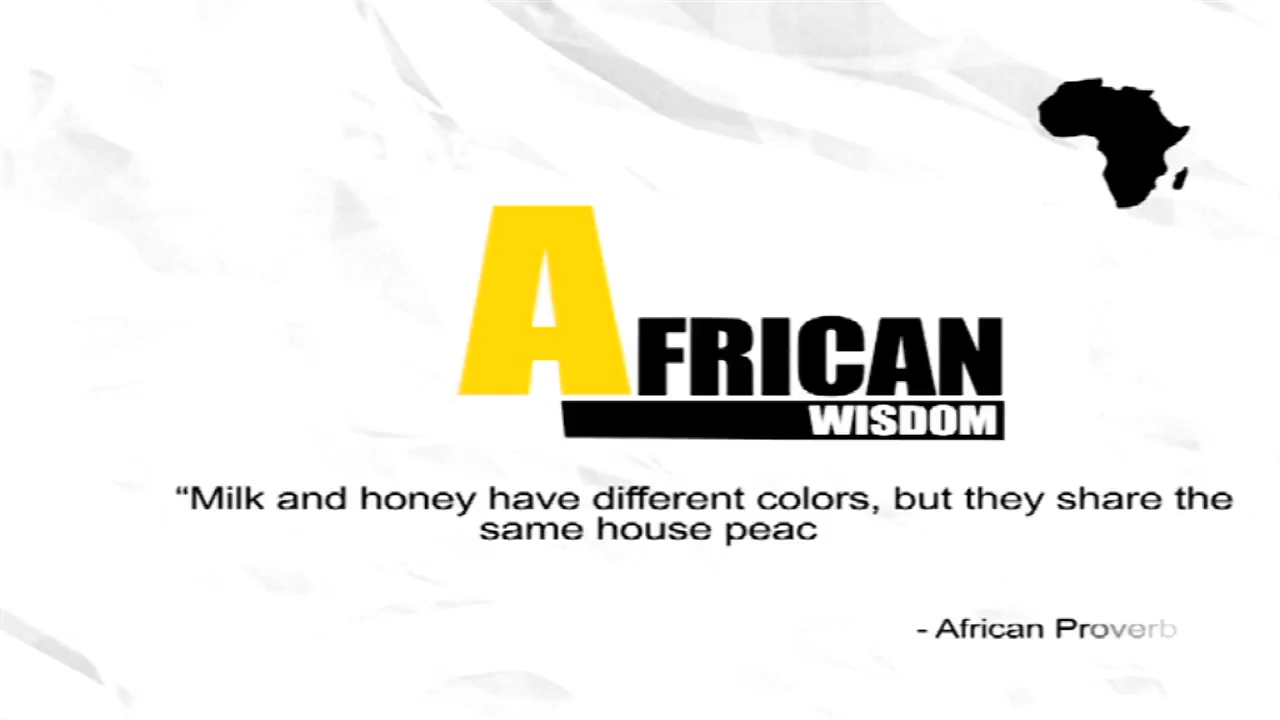 AFRICAN
WISDOM
“Milk and honey have different colors, but they share the
same house peac
- African Proverb